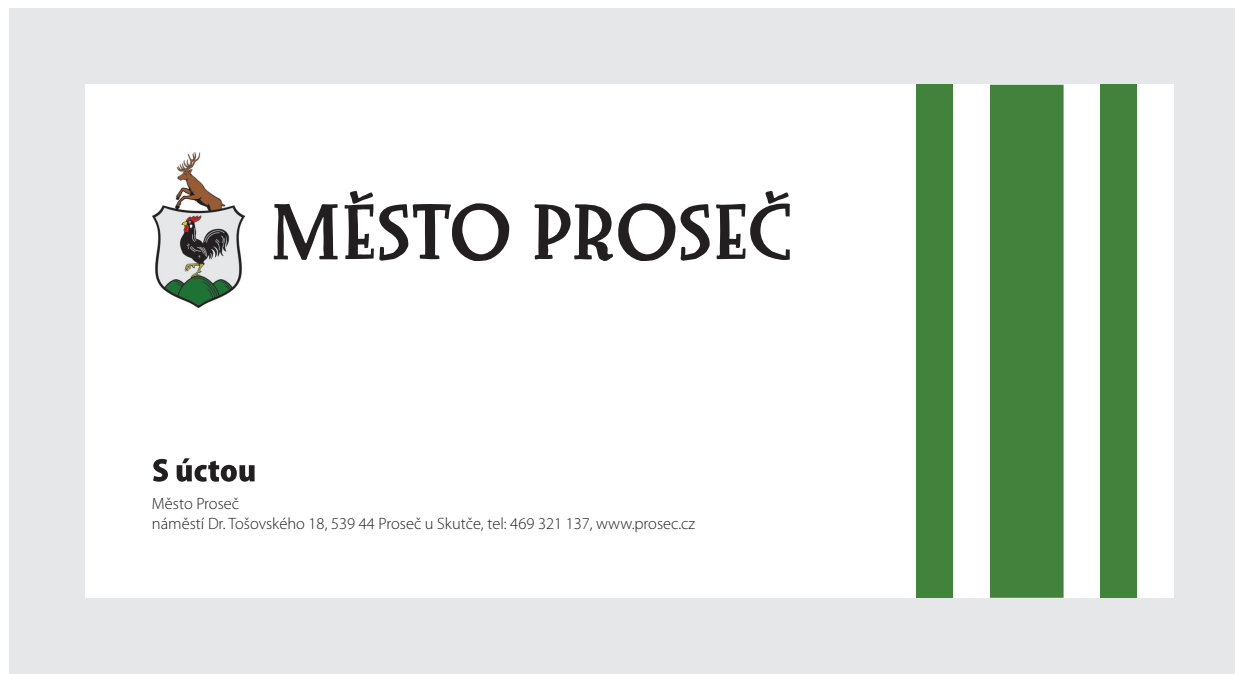 MĚSTO PROSEČ
S úctou
Město Proseč
náměstí Dr. Tošovského 18, 539 44 Proseč u Skutče, tel: 469 321 137, www.prosec.cz